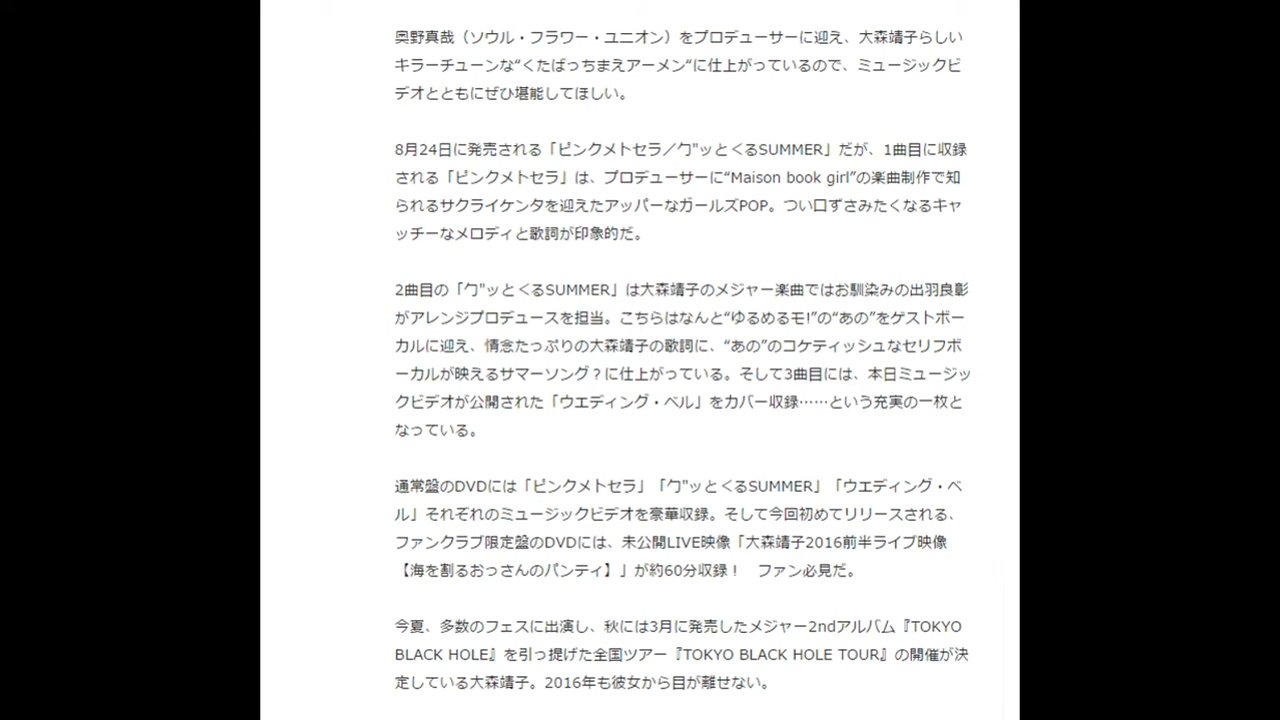 奥野真哉（ソウル・フラワー・ユニオン）をプロデューサーに迎え、大森靖子らしい
キラーチューンな“くたばっちまえアーメン“に仕上がっているので、ミュージックビ
デオとともにぜひ堪能してほしい。
8月24日に発売される「ピンクメトセラ／勹"ッと<るSUMMER」だが、1曲目に収録
される「ピンクメトセラ」は、プロデューサーに“Maison book girl”の楽曲制作で知
られるサクライケンタを迎えたアッパーなガールズPOP。つい口ずさみたくなるキャ
ッチーなメロディと歌詞が印象的だ。
2曲目の「勹"ッと<るSUMMER」は大森靖子のメジャー楽曲ではお馴染みの出羽良彰
がアレンジプロデュースを担当。こちらはなんと“ゆるめるモ!”の“あの”をゲストボー
カルに迎え、情念たっぷりの大森靖子の歌詞に、“あの”のコケティッシュなセリフボ
ーカルが映えるサマーソング？に仕上がっている。そして3曲目には、本日ミュージッ
クビデオが公開された「ウエディング・ベル」をカバー収録……という充実の一枚と
なっている。
通常盤のDVDには「ピンクメトセラ」「勹"ッと<るSUMMER」「ウエディング・ベ
ル」それぞれのミュージックビデオを豪華収録。そして今回初めてリリースされる、
ファンクラブ限定盤のDVDには、未公開LIVE映像「大森靖子2016前半ライブ映像
【海を割るおっさんのパンティ】」が約60分収録！　ファン必見だ。
今夏、多数のフェスに出演し、秋には3月に発売したメジャー2ndアルバム『TOKYO
BLACK HOLE』を引っ提げた全国ツアー『TOKYO BLACK HOLE TOUR』の開催が決
定している大森靖子。2016年も彼女から目が離せない。